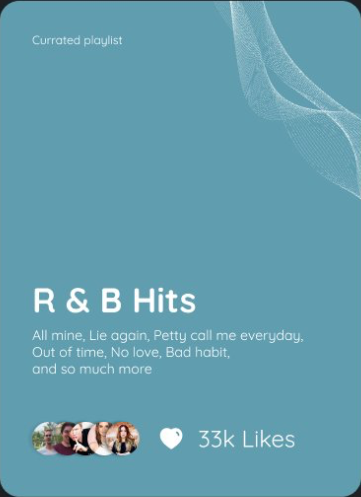 Currated playlist
R & B Hits
All mine, Lie again, Petty call me everyday,
Out of time, No love, Bad habit,
and so much more
33k Likes